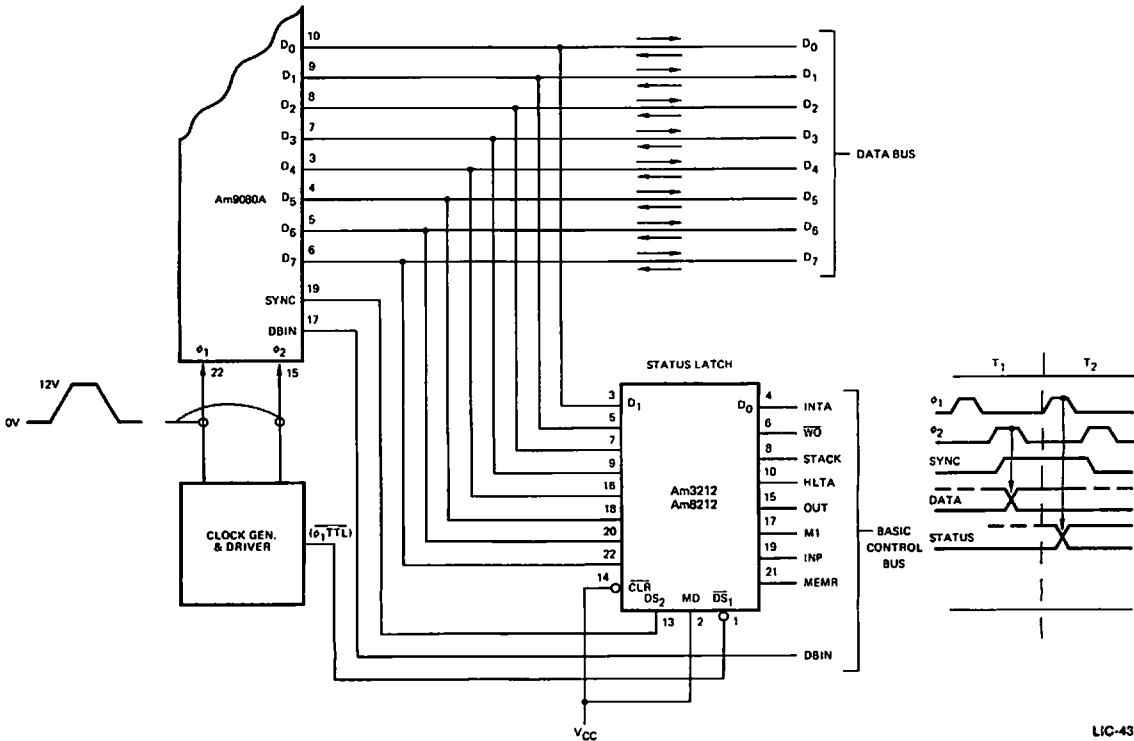 10
D0
D0
9
D1
D1
8
D2
D2
7
D3
D3
3
D4
D4
DATA BUS
4
Am9080A
D5
D5
5
D6
D6
6
D7
D7
19
SYNC
17
DBIN
φ1
φ2
22
15
12V
0V
CLOCK GEN.
& DRIVER
(φ1TTL)
STATUS LATCH
3
D1
D0
4
INTA
5
6
WO
7
8
STACK
9
10
HLTA
16
Am3212
Am8212
15
OUT
18
17
M1
20
19
INP
22
21
MEMR
14
CLR
DS2
MD
DS1
13
2
1
DBIN
BASIC
CONTROL
BUS
VCC
T1
T2
φ1
φ2
SYNC
DATA
STATUS
LIC-43